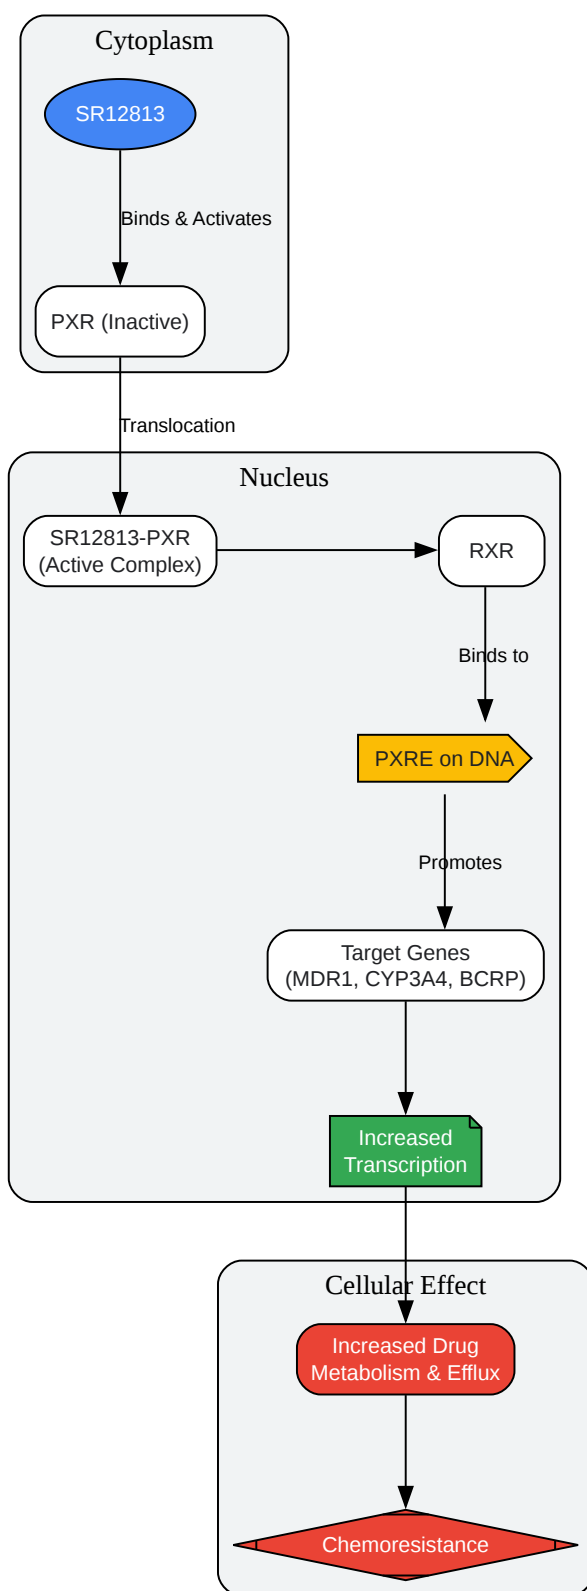 Cytoplasm
SR12813
Binds & Activates
PXR (Inactive)
Translocation
Nucleus
SR12813-PXR
(Active Complex)
RXR
Binds to
PXRE on DNA
Promotes
Target Genes
(MDR1, CYP3A4, BCRP)
Increased
Transcription
Cellular Effect
Increased Drug
Metabolism & Efflux
Chemoresistance